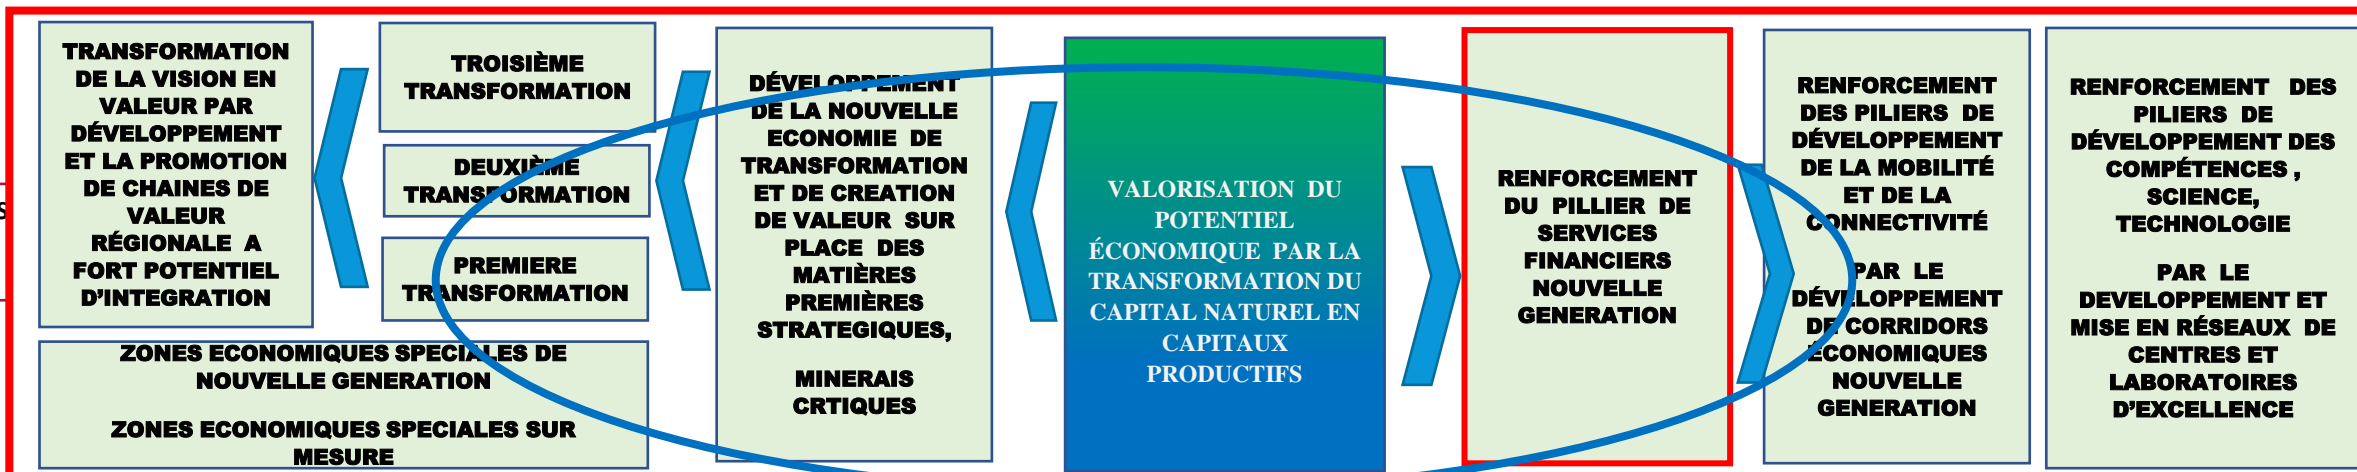 TRANSFORMATION
DE LA VISION EN
VALEUR PAR
DÉVELOPPEMENT
ET LA PROMOTION
DE CHAINES DE
VALEUR
RÉGIONALE A
FORT POTENTIEL
D'INTEGRATION
TROISIÈME
TRANSFORMATION
DEUXIÈME
TRANSFORMATION
PREMIERE
TRANSFORMATION
ZONES ECONOMIQUES SPECIALES DE
NOUVELLE GENERATION
ZONES ECONOMIQUES SPECIALES SUR
MESURE
DÉVELOPPEMENT
DE LA NOUVELLE
ECONOMIE DE
TRANSFORMATION
ET DE CREATION
DE VALEUR SUR
PLACE DES
MATIÈRES
PREMIÈRES
STRATEGIQUES,
MINERAIS
CRTIQUES
VALORISATION DU
POTENTIEL
ÉCONOMIQUE PAR LA
TRANSFORMATION DU
CAPITAL NATUREL EN
CAPITAUX
PRODUCTIFS
RENFORCEMENT
DU PILLIER DE
SERVICES
FINANCIERS
NOUVELLE
GENERATION
RENFORCEMENT
DES PILIERS DE
DÉVELOPPEMENT
DE LA MOBILITÉ
ET DE LA
CONNECTIVITÉ
PAR LE
DÉVELOPPEMENT
DE CORRIDORS
ÉCONOMIQUES
NOUVELLE
GENERATION
RENFORCEMENT DES
PILIERS DE
DÉVELOPPEMENT DES
COMPÉTENCES ,
SCIENCE,
TECHNOLOGIE
PAR LE
DEVELOPPEMENT ET
MISE EN RÉSEAUX DE
CENTRES ET
LABORATOIRES
D'EXCELLENCE